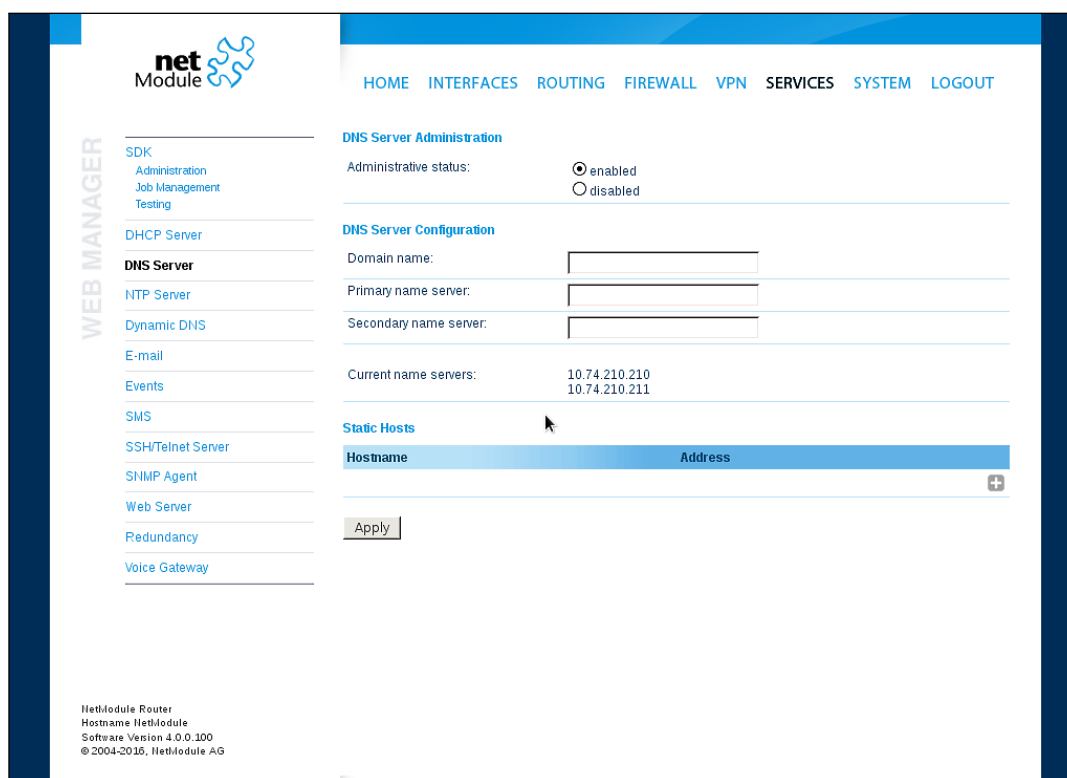 net
Module
HOME INTERFACES ROUTING FIREWALL VPN SERVICES SYSTEM LOGOUT
WEB MANAGER
SDK
Administration
Job Management
Testing
DHCP Server
DNS Server
NTP Server
Dynamic DNS
E-mail
Events
SMS
SSH/Telnet Server
SNMP Agent
Web Server
Redundancy
Voice Gateway
DNS Server Administration
Administrative status:
enabled
disabled
DNS Server Configuration
Domain name:
Primary name server:
Secondary name server:
Current name servers: 10.74.210.210
10.74.210.211
Static Hosts
Hostname Address
Apply
NetModule Router
Hostname NetModule
Software Version 4.0.0.100
© 2004-2016, NetModule AG